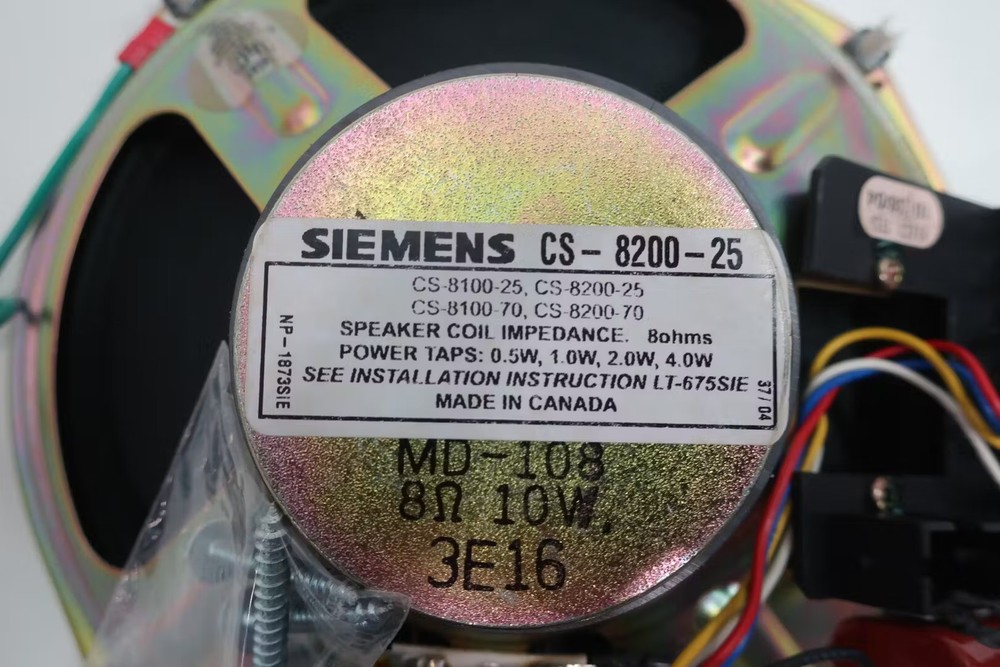 SIEMENS CS-8200-25
CS-8100-25, CS-8200-25
CS-8100-70, CS-8200-70
SPEAKER COIL IMPEDANCE. 8ohms
POWER TAPS: 0.5W, 1.0W, 2.0W, 4.0W
SEE INSTALLATION INSTRUCTION LT-675SIE
MADE IN CANADA
NP-1873SIE
37/04
MD-108
8Ω 10W.
3E16